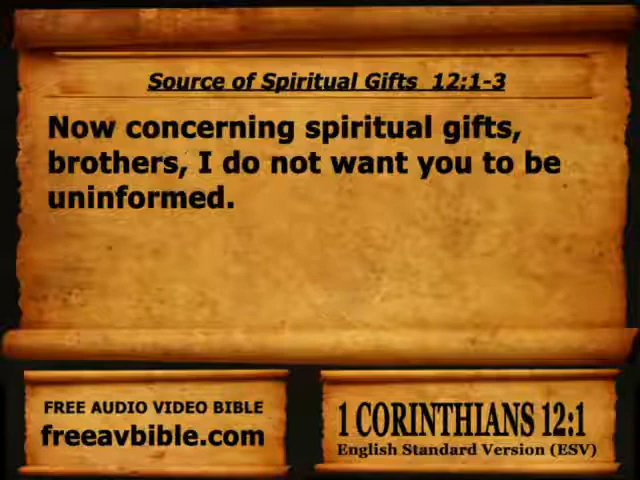 Source of Spiritual Gifts 12;1-3
Now concerning spiritual gifts,
brothers, I do not want you to be
uninformed.
FREE AUDIO VIDEO BIBLE
freeavbible.com
1 CORINTHIANS 12:1
English Standard Version (ESV)